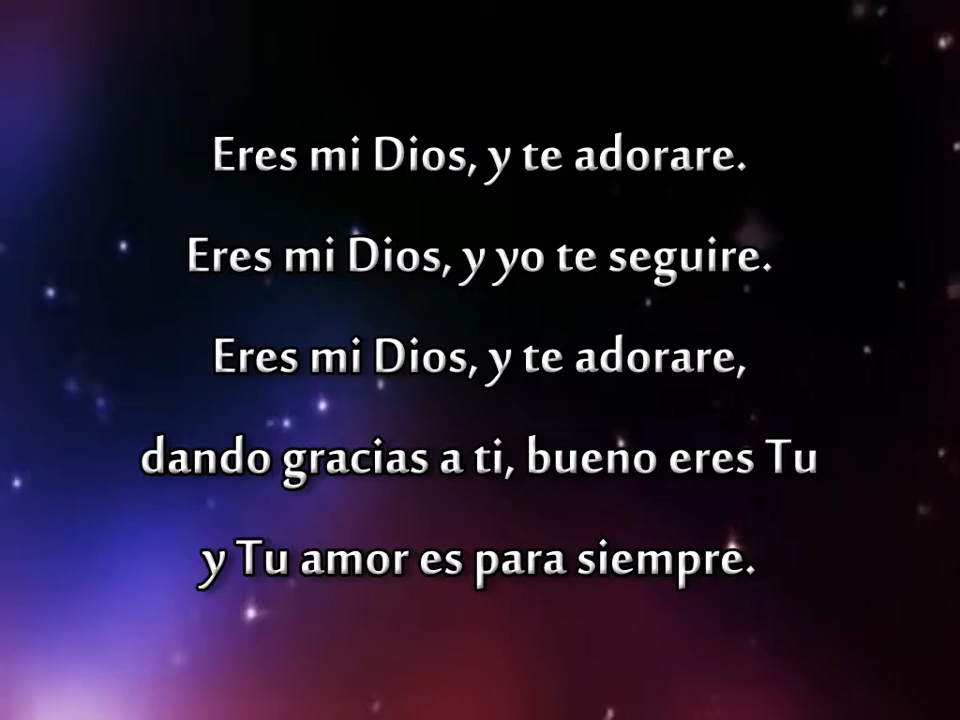 Eres mi Dios, y te adorare.
Eres mi Dios, y yo te seguire.
Eres mi Dios, y te adorare,
dando gracias a ti, bueno eres Tu
y Tu amor es para siempre.